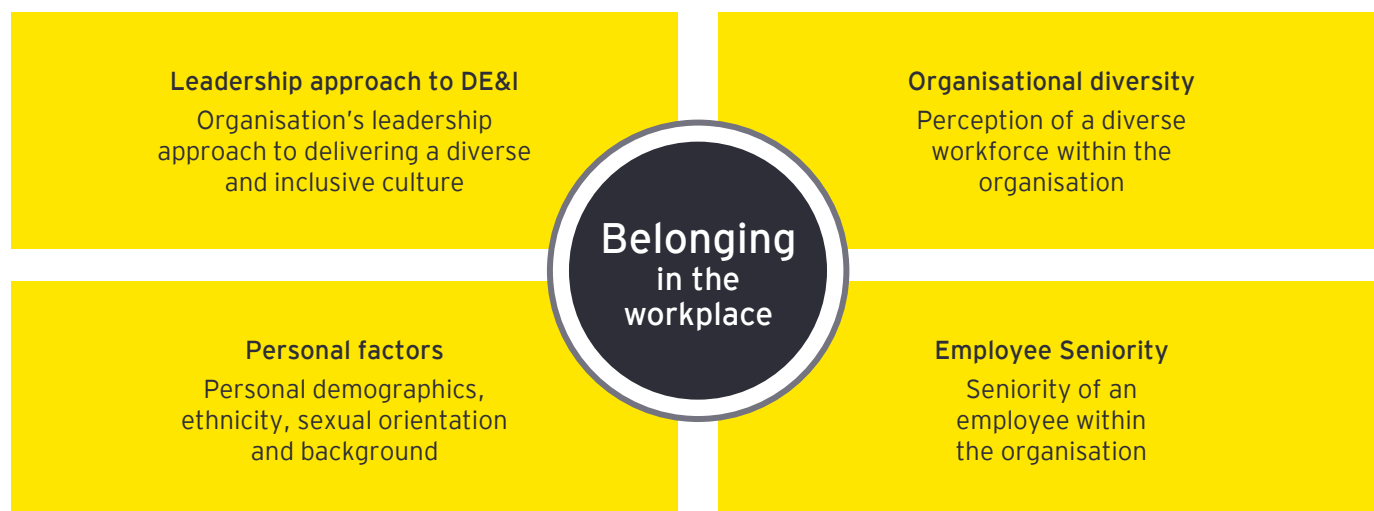 Leadership approach to DE&I
Organisation's leadership
approach to delivering a diverse
and inclusive culture
Organisational diversity
Perception of a diverse
workforce within the
organisation
Belonging
in the
workplace
Personal factors
Personal demographics,
ethnicity, sexual orientation
and background
Employee Seniority
Seniority of an
employee within
the organisation